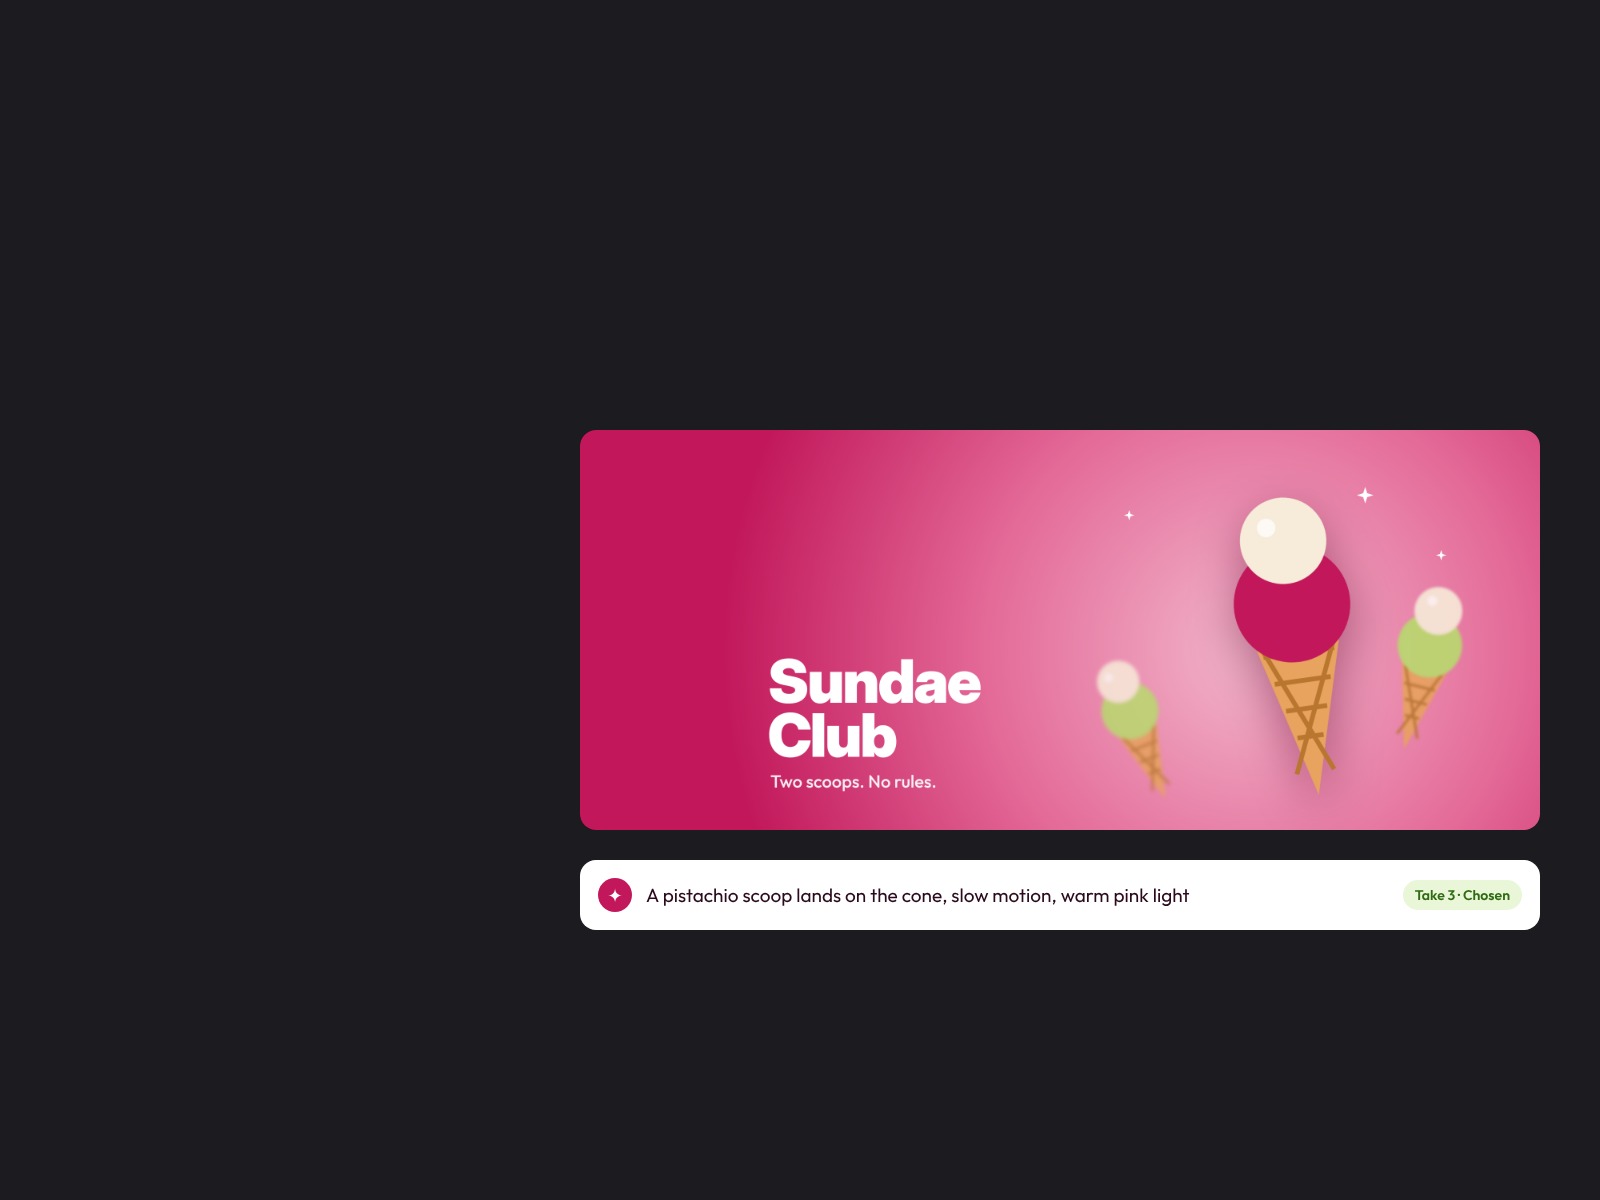 Sundae
Club
Two scoops. No rules.
A pistachio scoop lands on the cone, slow motion, warm pink light
Take 3 · Chosen